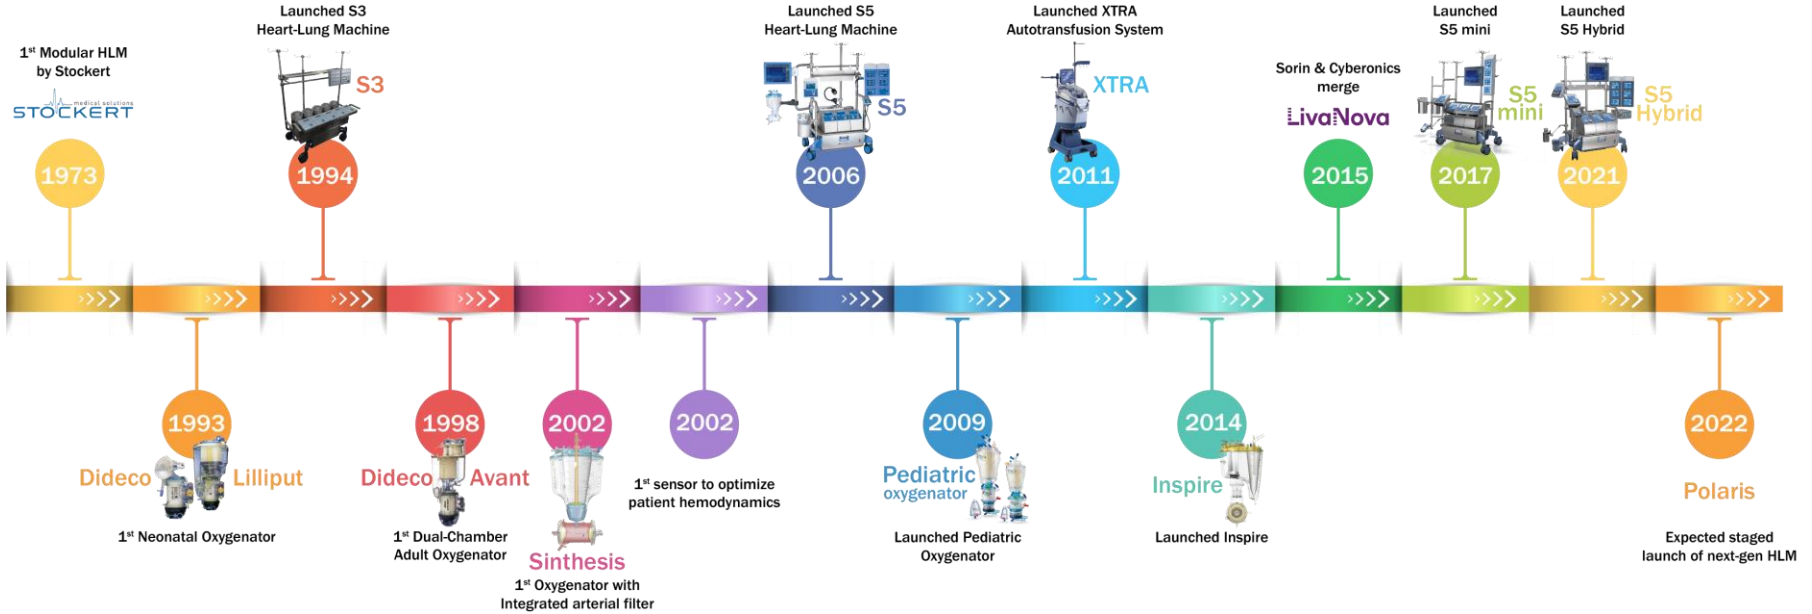 1st Modular HLM
by Stockert
medical solutions
STOCKERT
1973
Launched S3
Heart-Lung Machine
S3
1994
Launched S5
Heart-Lung Machine
S5
2006
Launched XTRA
Autotransfusion System
XTRA
2011
Sorin & Cyberonics
merge
LivaNova
2015
Launched
S5 mini
S5
mini
2017
Launched
S5 Hybrid
S5
Hybrid
2021
1993
Dideco Lilliput
1st Neonatal Oxygenator
1998
Dideco Avant
1st Dual-Chamber
Adult Oxygenator
2002
Sinthesis
1st Oxygenator with
Integrated arterial filter
2002
1st sensor to optimize
patient hemodynamics
2009
Pediatric
oxygenator
Launched Pediatric
Oxygenator
2014
Inspire
Launched Inspire
2022
Polaris
Expected staged
launch of next-gen HLM